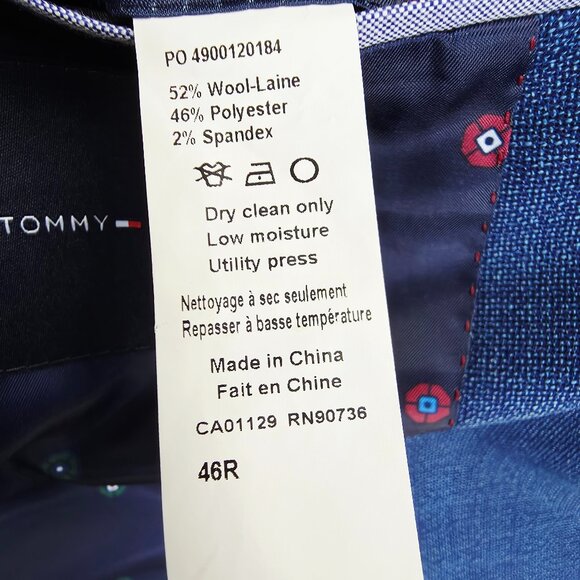 PO 4900120184
52% Wool-Laine
46% Polyester
2% Spandex
Dry clean only
Low moisture
Utility press
Nettoyage à sec seulement
Repasser à basse température
Made in China
Fait en Chine
CA01129 RN90736
46R
TOMMY